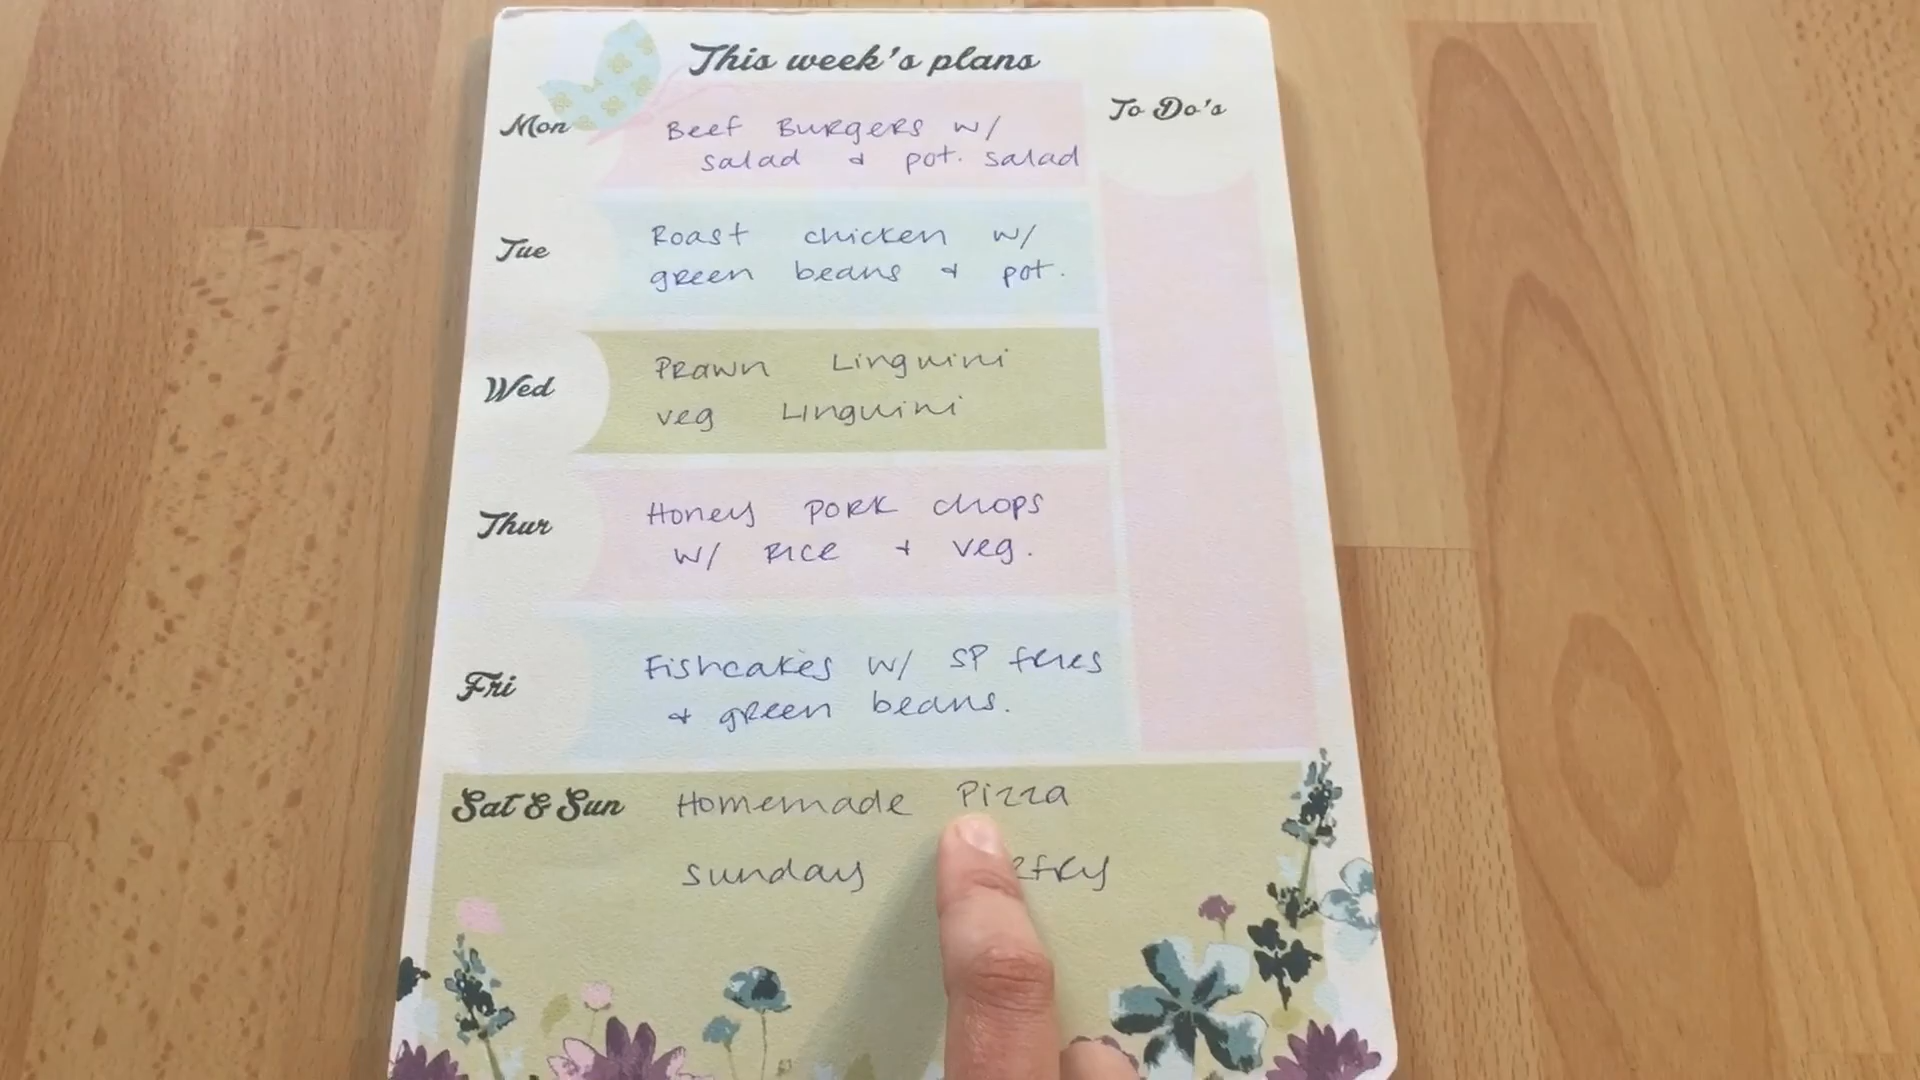 This week's plans
To Do's
Mon
Beef Burgers w/
salad & pot. salad
Tue
Roast chicken w/
green beans & pot.
Wed
Prawn Linguini
veg Linguini
Thur
Honey Pork chops
w/ Rice + veg.
Fri
Fishcakes w/ SP fries
& green beans.
Sat & Sun
Homemade Pizza
Sunday